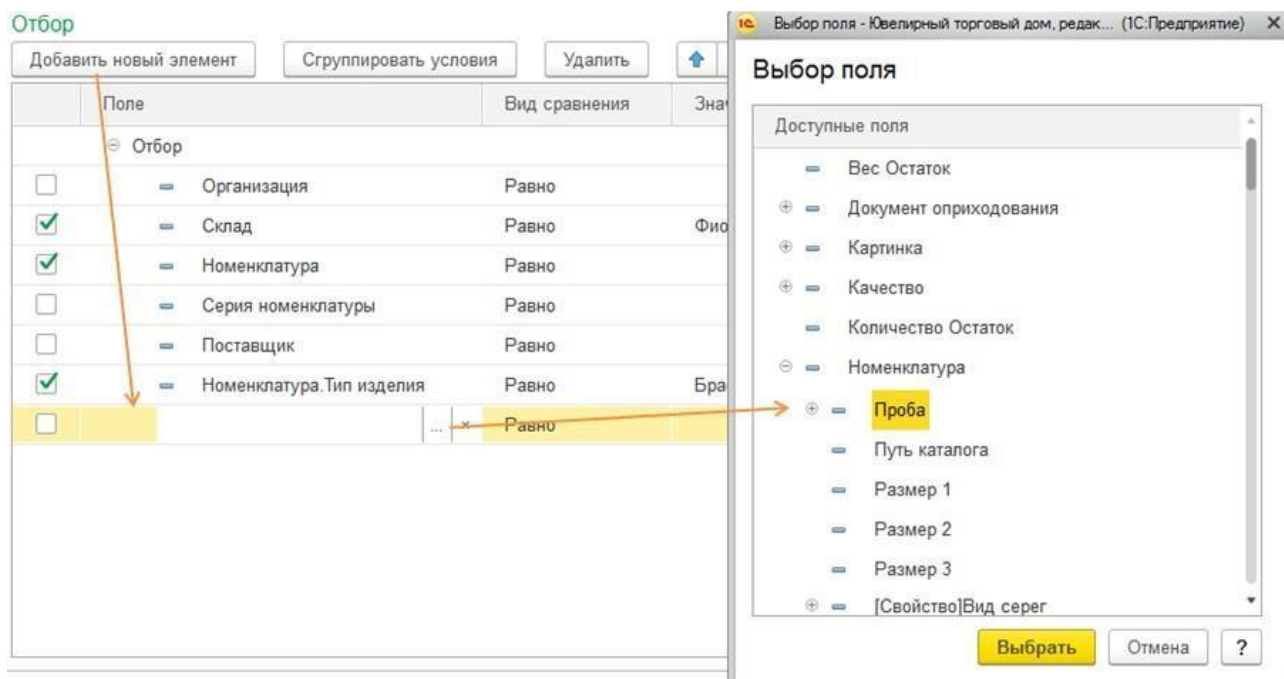 Отбор
Добавить новый элемент
Сгруппировать условия
Удалить
Поле
Вид сравнения
Отбор
Организация
Равно
Склад
Равно
Номенклатура
Равно
Серия номенклатуры
Равно
Поставщик
Равно
Номенклатура.Тип изделия
Равно
...
×
Равно
Выбор поля - Ювелирный торговый дом, редак... (1С:Предприятие)
Выбор поля
Доступные поля
Вес Остаток
Документ оприходования
Картинка
Качество
Количество Остаток
Номенклатура
Проба
Путь каталога
Размер 1
Размер 2
Размер 3
[Свойство]Вид серег
Выбрать
Отмена
?